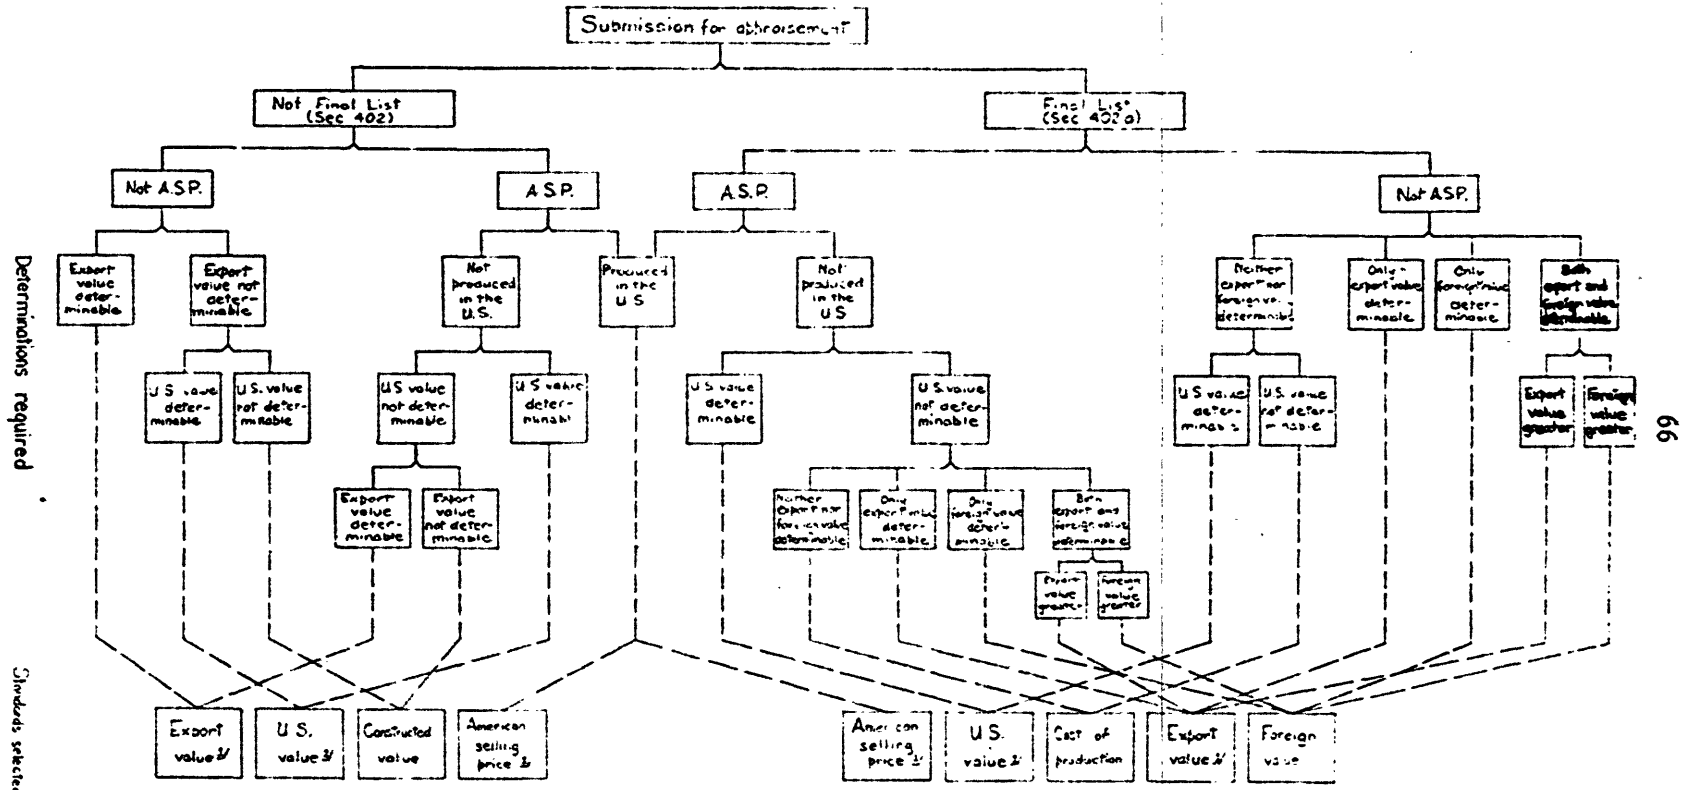 Submission for appraisement
Not Final List
(Sec 402)
Final List
(Sec 402a)
Not A.S.P.
A.S.P.
A.S.P.
Not A.S.P.
Export
value
deter-
minable
Export
value not
deter-
minable
Not
produced
in the
U.S.
Produced
in the
U S
Not
produced
in the
U S
Neither
export nor
foreign value
determinable
Only
export value
deter-
minable
Only
foreign value
deter-
minable
Both
export and
foreign value
determinable
U S value
deter-
minable
U.S. value
not deter-
minable
U S value
not deter-
minable
U S value
deter-
minabl
U S value
deter-
minable
U S value
not deter-
minable
U S value
deter-
minable
U.S. value
not deter-
minable
Export
value
greater
Foreign
value
greater
Export
value
deter-
minable
Export
value
not deter-
minable
Neither
export nor
foreign value
determinable
Only
export value
deter-
minable
Only
foreign value
deter-
minable
Both
export and
foreign value
determinable
Export
value
greater
Foreign
value
greater
Export
value
U.S.
value 3/
Constructed
value
American
selling
price
American
selling
price
U.S.
value
Cost of
production
Export
value
Foreign
value
Determinations required
Standards selected
66